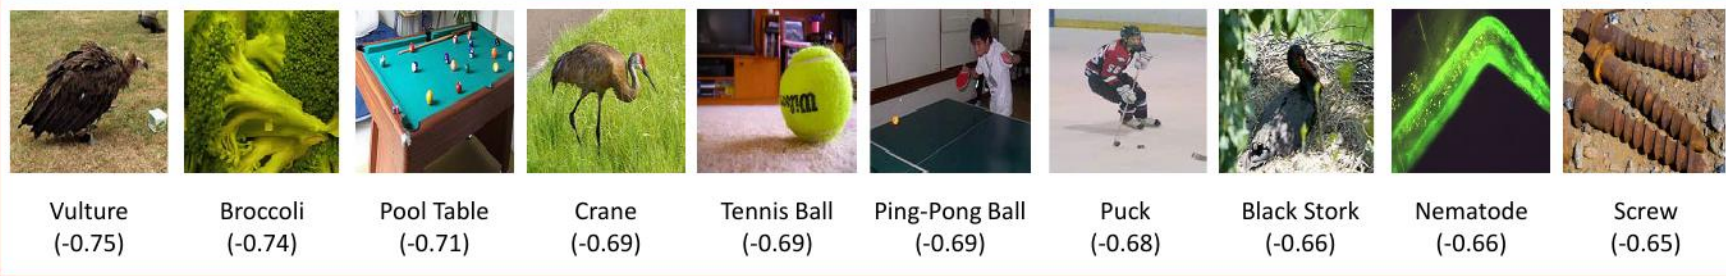 Wilson
Vulture Broccoli Pool Table Crane Tennis Ball Ping-Pong Ball Puck Black Stork Nematode Screw
(-0.75) (-0.74) (-0.71) (-0.69) (-0.69) (-0.69) (-0.68) (-0.66) (-0.66) (-0.65)